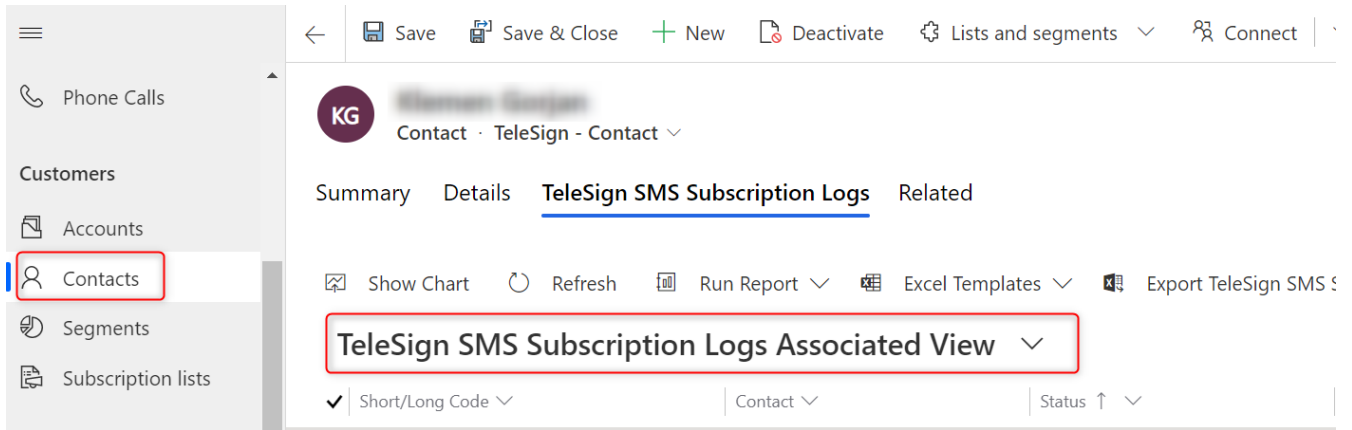 Save Save & Close New Deactivate Lists and segments Connect
Phone Calls
KG
Contact · TeleSign - Contact
Customers
Summary Details TeleSign SMS Subscription Logs Related
Accounts
Contacts
Show Chart Refresh Run Report Excel Templates Export TeleSign SMS
Segments
TeleSign SMS Subscription Logs Associated View
Subscription lists
Short/Long Code Contact Status ↑